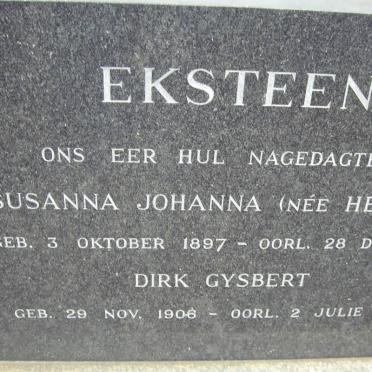 EKSTEEN
ONS EER HUL NAGEDAGTE
SUSANNA JOHANNA (NÉE HE
GEB. 3 OKTOBER 1897 – OORL. 28 D
DIRK GYSBERT
GEB. 29 NOV. 1906 – OORL. 2 JULIE